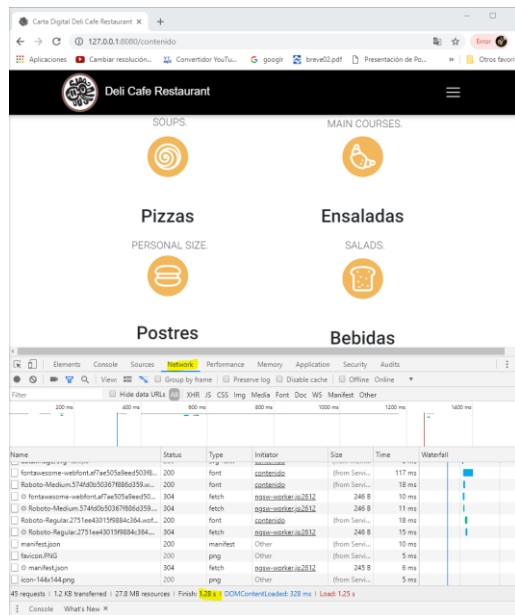 Carta Digital Deli Cafe Restaurant
127.0.0.1:8080/contenido
Error
Aplicaciones Cambiar resolución... Convertidor YouTu... googlr breve02.pdf Presentación de Po... » Otros favori
Deli Cafe Restaurant
SOUPS. MAIN COURSES.
Pizzas Ensaladas
PERSONAL SIZE. SALADS.
Postres Bebidas
Elements Console Sources Network Performance Memory Application Security Audits
View: Group by frame Preserve log Disable cache Offline Online
Filter Hide data URLs All XHR JS CSS Img Media Font Doc WS Manifest Other
200 ms 400 ms 600 ms 800 ms 1000 ms 1200 ms 1400 ms
Name Status Type Initiator Size Time Waterfall
fontawesome-webfont.af7ae505a9eed503f8... 200 font contenido (from Servi... 117 ms
Roboto-Medium.574fd0b50367f886d359.w... 200 font contenido (from Servi... 18 ms
fontawesome-webfont.af7ae505a9eed50... 304 fetch ngsw-worker.js:2812 246 B 10 ms
Roboto-Medium.574fd0b50367f886d359... 304 fetch ngsw-worker.js:2812 246 B 11 ms
Roboto-Regular.2751ee43015f9884c364.wof... 200 font contenido (from Servi... 18 ms
Roboto-Regular.2751ee43015f9884c364.... 304 fetch ngsw-worker.js:2812 246 B 15 ms
manifest.json 200 manifest Other (from Servi... 10 ms
favicon.PNG 200 png Other (from Servi... 5 ms
manifest.json 304 fetch ngsw-worker.js:2812 245 B 6 ms
icon-144x144.png 200 png Other (from Servi... 5 ms
45 requests 1.2 KB transferred 27.8 MB resources Finish: 1.28 s DOMContentLoaded: 328 ms Load: 1.25 s
Console What's New